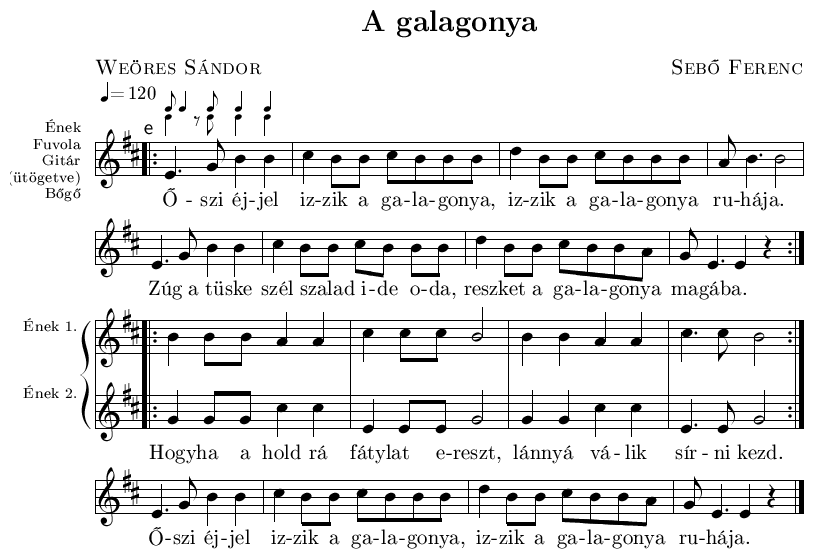 A galagonya
Weöres Sándor
Sebő Ferenc
♩=120
Ének
Fuvola
Gitár
(ütögetve)
Bőgő
e
Ő - szi éj-jel iz-zik a ga-la-gonya, iz-zik a ga-la-gonya ru-hája.
Zúg a tüske szél szalad i-de o-da, reszket a ga-la-gonya magába.
Ének 1.
Ének 2.
Hogyha a hold rá fátylat e-reszt, lánnyá vá-lik sír-ni kezd.
Ő-szi éj-jel iz-zik a ga-la-gonya, iz-zik a ga-la-gonya ru-hája.